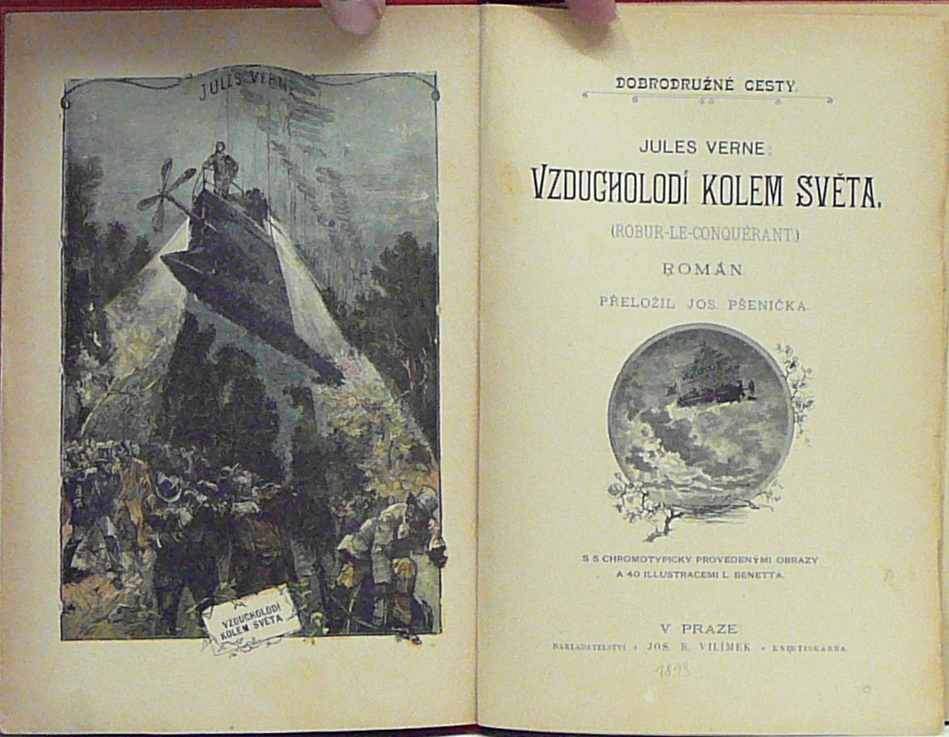 JULES VERNE
VZDUCHOLODÍ
KOLEM SVĚTA
DOBRODRUŽNÉ CESTY.
JULES VERNE:
VZDUCHOLODÍ KOLEM SVĚTA.
(ROBUR-LE-CONQUÉRANT.)
ROMÁN.
PŘELOŽIL JOS. PŠENIČKA.
S 8 CHROMOTYPICKY PROVEDENÝMI OBRAZY
A 40 ILLUSTRACEMI L. BENETTA.
V PRAZE
NAKLADATELSTVÍ • JOS. R. VILÍMEK • KNIHTISKÁRNA.